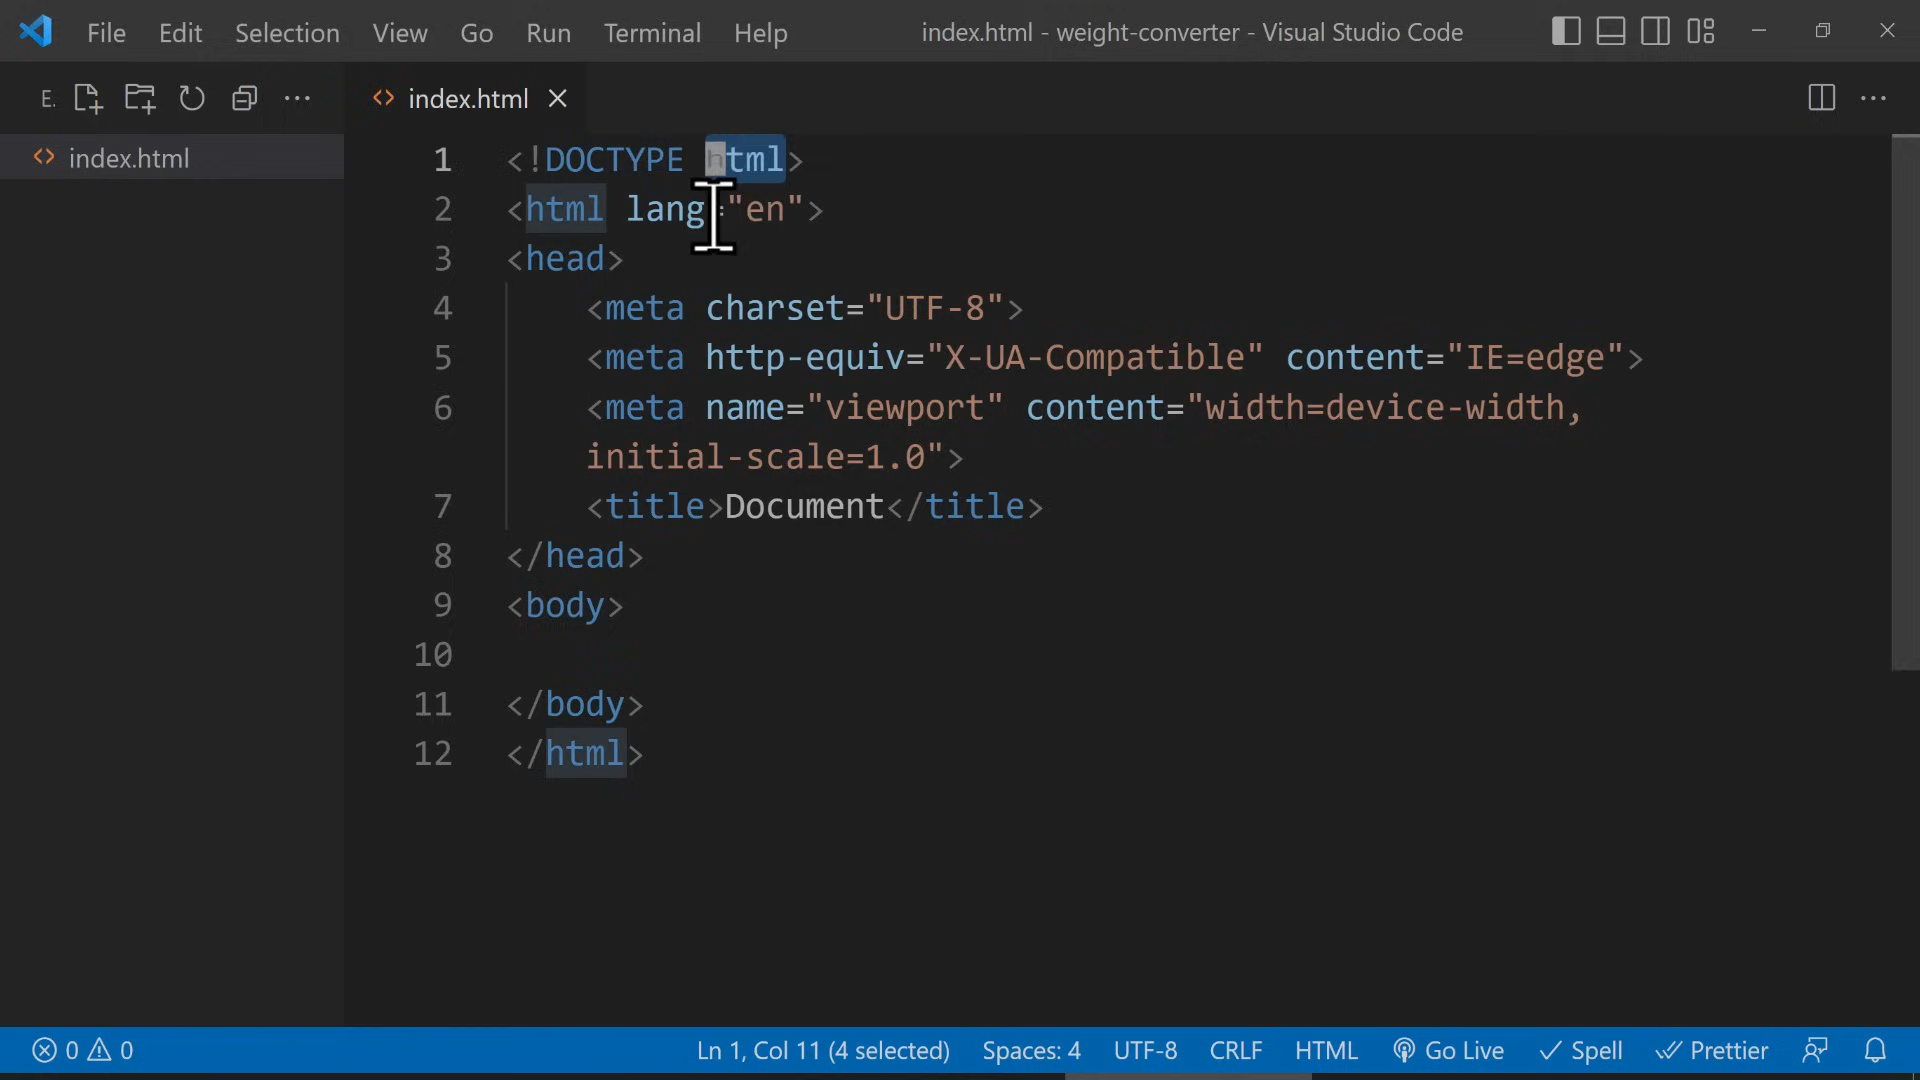 File Edit Selection View Go Run Terminal Help index.html - weight-converter - Visual Studio Code
E. index.html
index.html
1 <!DOCTYPE html>
2 <html lang="en">
3 <head>
4 <meta charset="UTF-8">
5 <meta http-equiv="X-UA-Compatible" content="IE=edge">
6 <meta name="viewport" content="width=device-width,
initial-scale=1.0">
7 <title>Document</title>
8 </head>
9 <body>
10
11 </body>
12 </html>
0 0 Ln 1, Col 11 (4 selected) Spaces: 4 UTF-8 CRLF HTML Go Live Spell Prettier